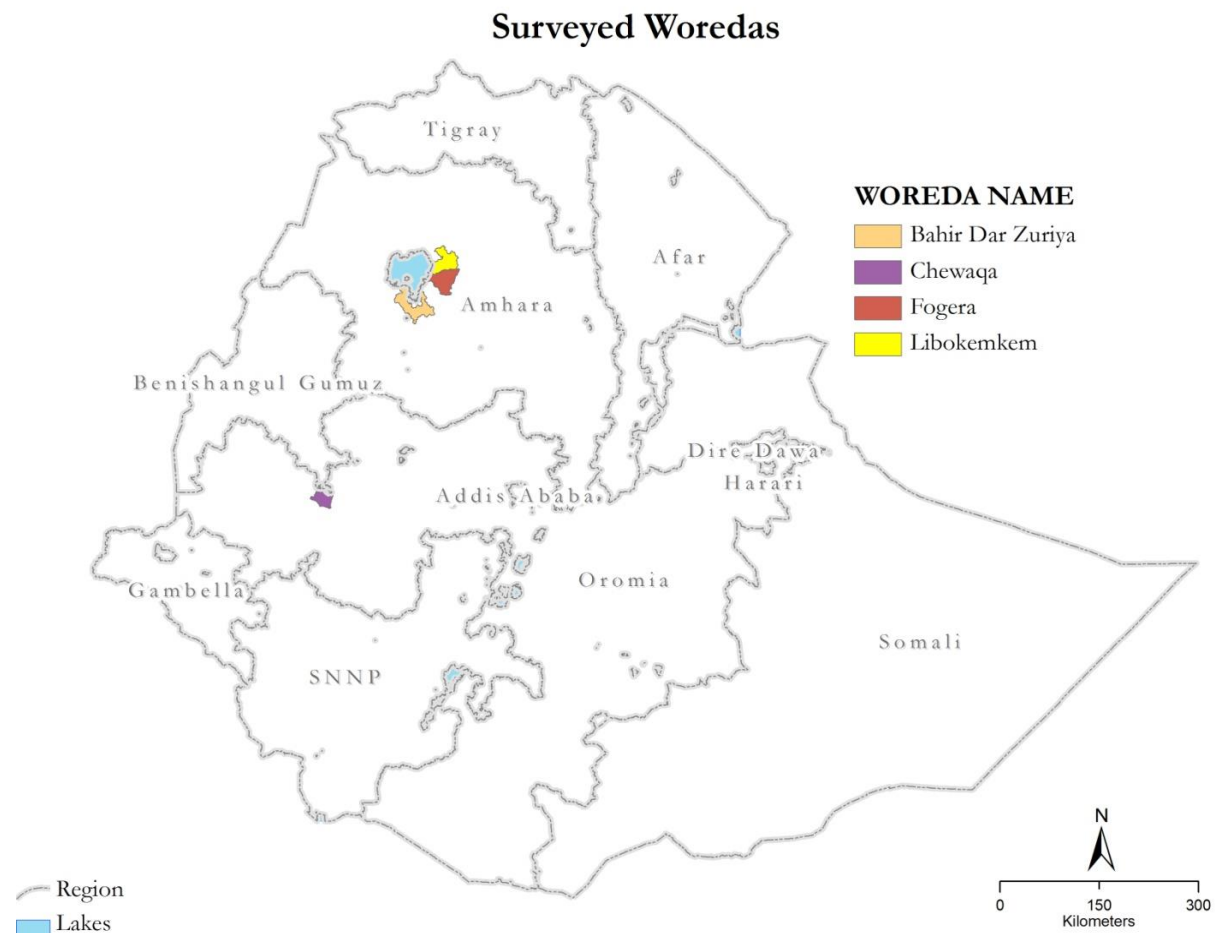 Surveyed Woredas
Tigray
WOREDA NAME
Bahir Dar Zuriya
Afar
Chewaqa
Amhara
Fogera
Libokemkem
Benishangul Gumuz
Dire Dawa
Harari
Addis Ababa
Oromia
Gambella
Somali
SNNP
N
Region
0 150 300
Kilometers
Lakes